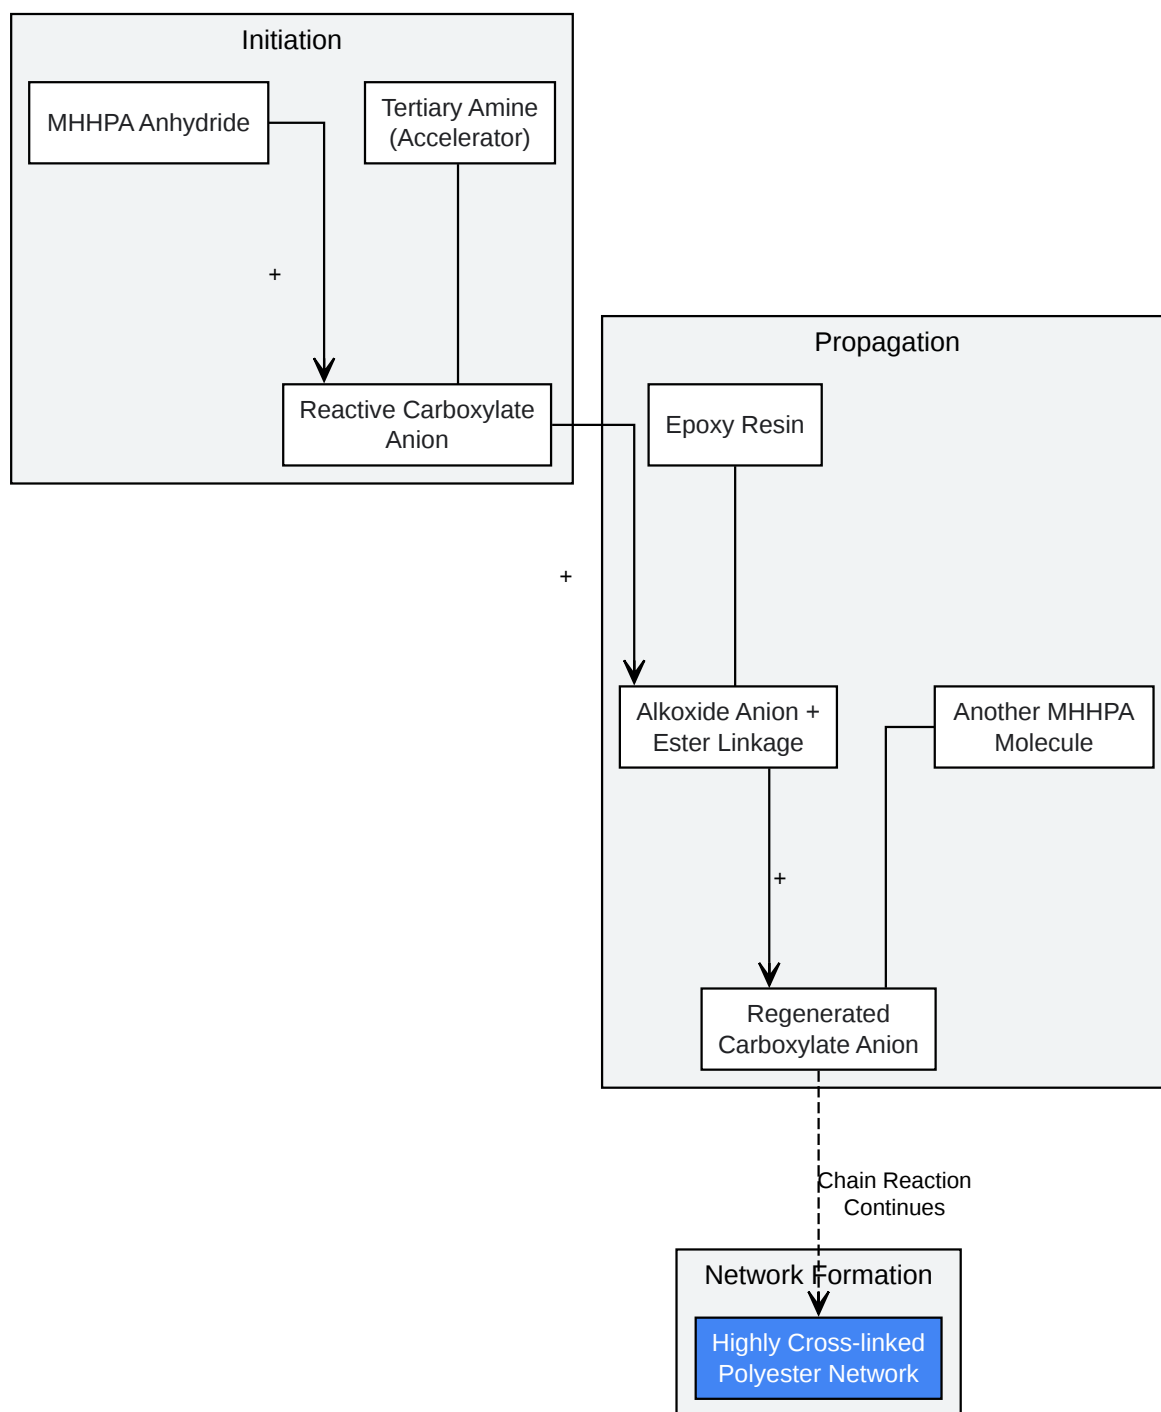 Initiation
MHHPA Anhydride
Tertiary Amine
(Accelerator)
+
Reactive Carboxylate
Anion
Propagation
Epoxy Resin
+
Alkoxide Anion +
Ester Linkage
Another MHHPA
Molecule
+
Regenerated
Carboxylate Anion
Chain Reaction
Continues
Network Formation
Highly Cross-linked
Polyester Network